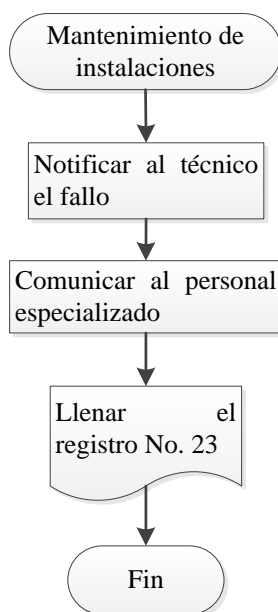 Mantenimiento de
instalaciones
Notificar al técnico
el fallo
Comunicar al personal
especializado
Llenar el
registro No. 23
Fin